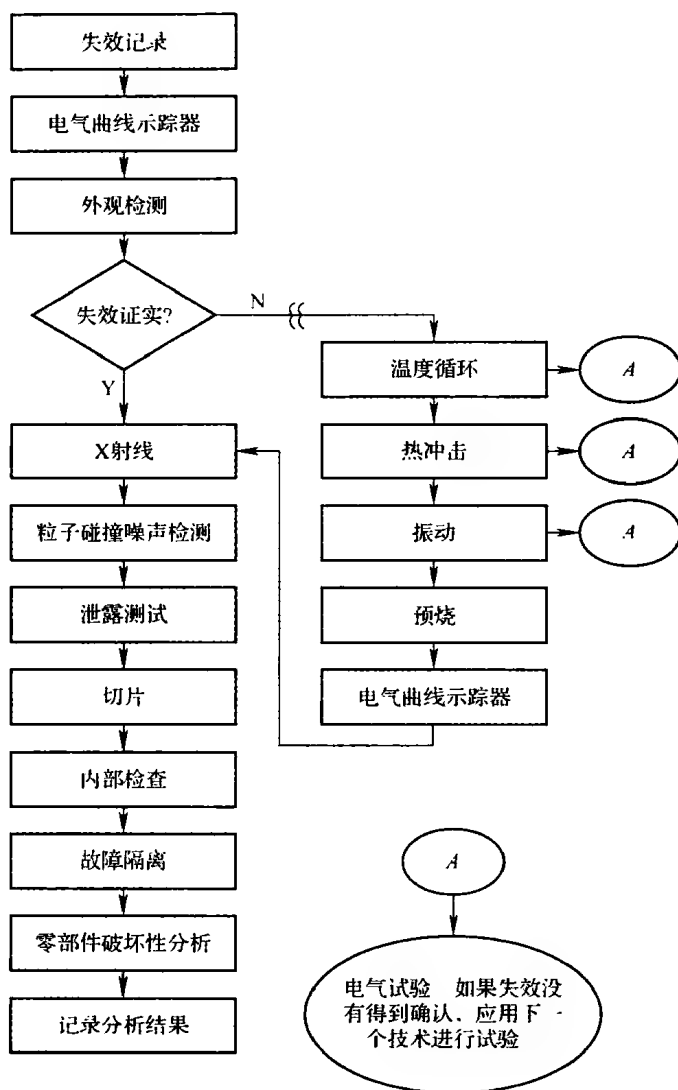 失效记录
电气曲线示踪器
外观检测
失效证实?
N
Y
温度循环
A
X射线
热冲击
A
粒子碰撞噪声检测
振动
A
泄露测试
预烧
切片
电气曲线示踪器
内部检查
故障隔离
A
零部件破坏性分析
记录分析结果
电气试验 如果失效没
有得到确认、应用下一
个技术进行试验